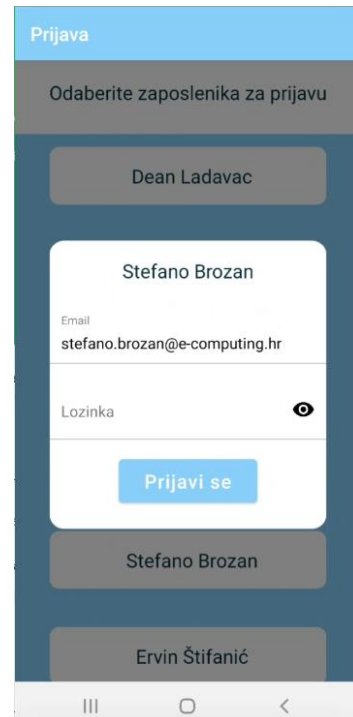 Prijava
Odaberite zaposlenika za prijavu
Dean Ladavac
Stefano Brozan
Email
stefano.brozan@e-computing.hr
Lozinka
Prijavi se
Stefano Brozan
Ervin Štifanić